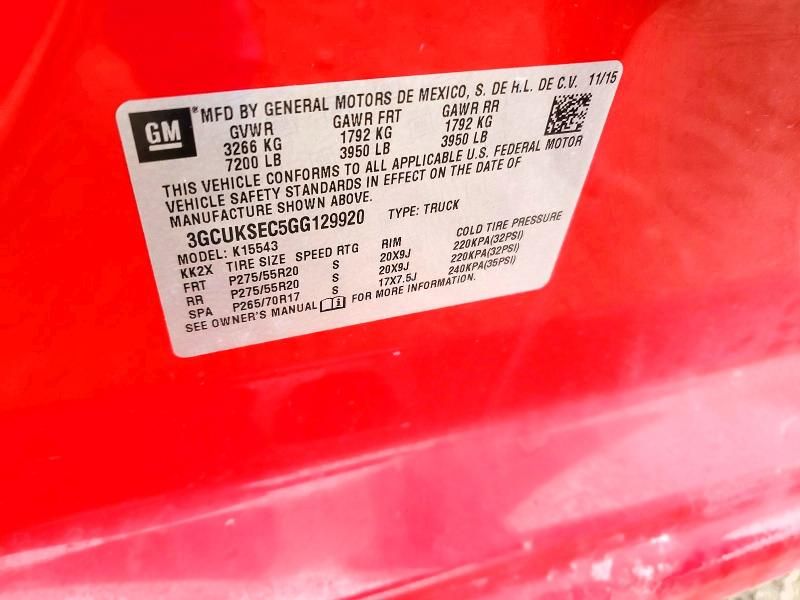 GM ® MFD BY GENERAL MOTORS DE MEXICO, S. DE H.L. DE C.V. 11/15
GVWR GAWR FRT GAWR RR
3266 KG 1792 KG 1792 KG
7200 LB 3950 LB 3950 LB
THIS VEHICLE CONFORMS TO ALL APPLICABLE U.S. FEDERAL MOTOR
VEHICLE SAFETY STANDARDS IN EFFECT ON THE DATE OF
MANUFACTURE SHOWN ABOVE.
3GCUKSEC5GG129920 TYPE: TRUCK
MODEL: K15543
KK2X TIRE SIZE SPEED RTG RIM COLD TIRE PRESSURE
FRT P275/55R20 S 20X9J 220KPA(32PSI)
RR P275/55R20 S 20X9J 220KPA(32PSI)
SPA P265/70R17 S 17X7.5J 240KPA(35PSI)
SEE OWNER'S MANUAL i FOR MORE INFORMATION.